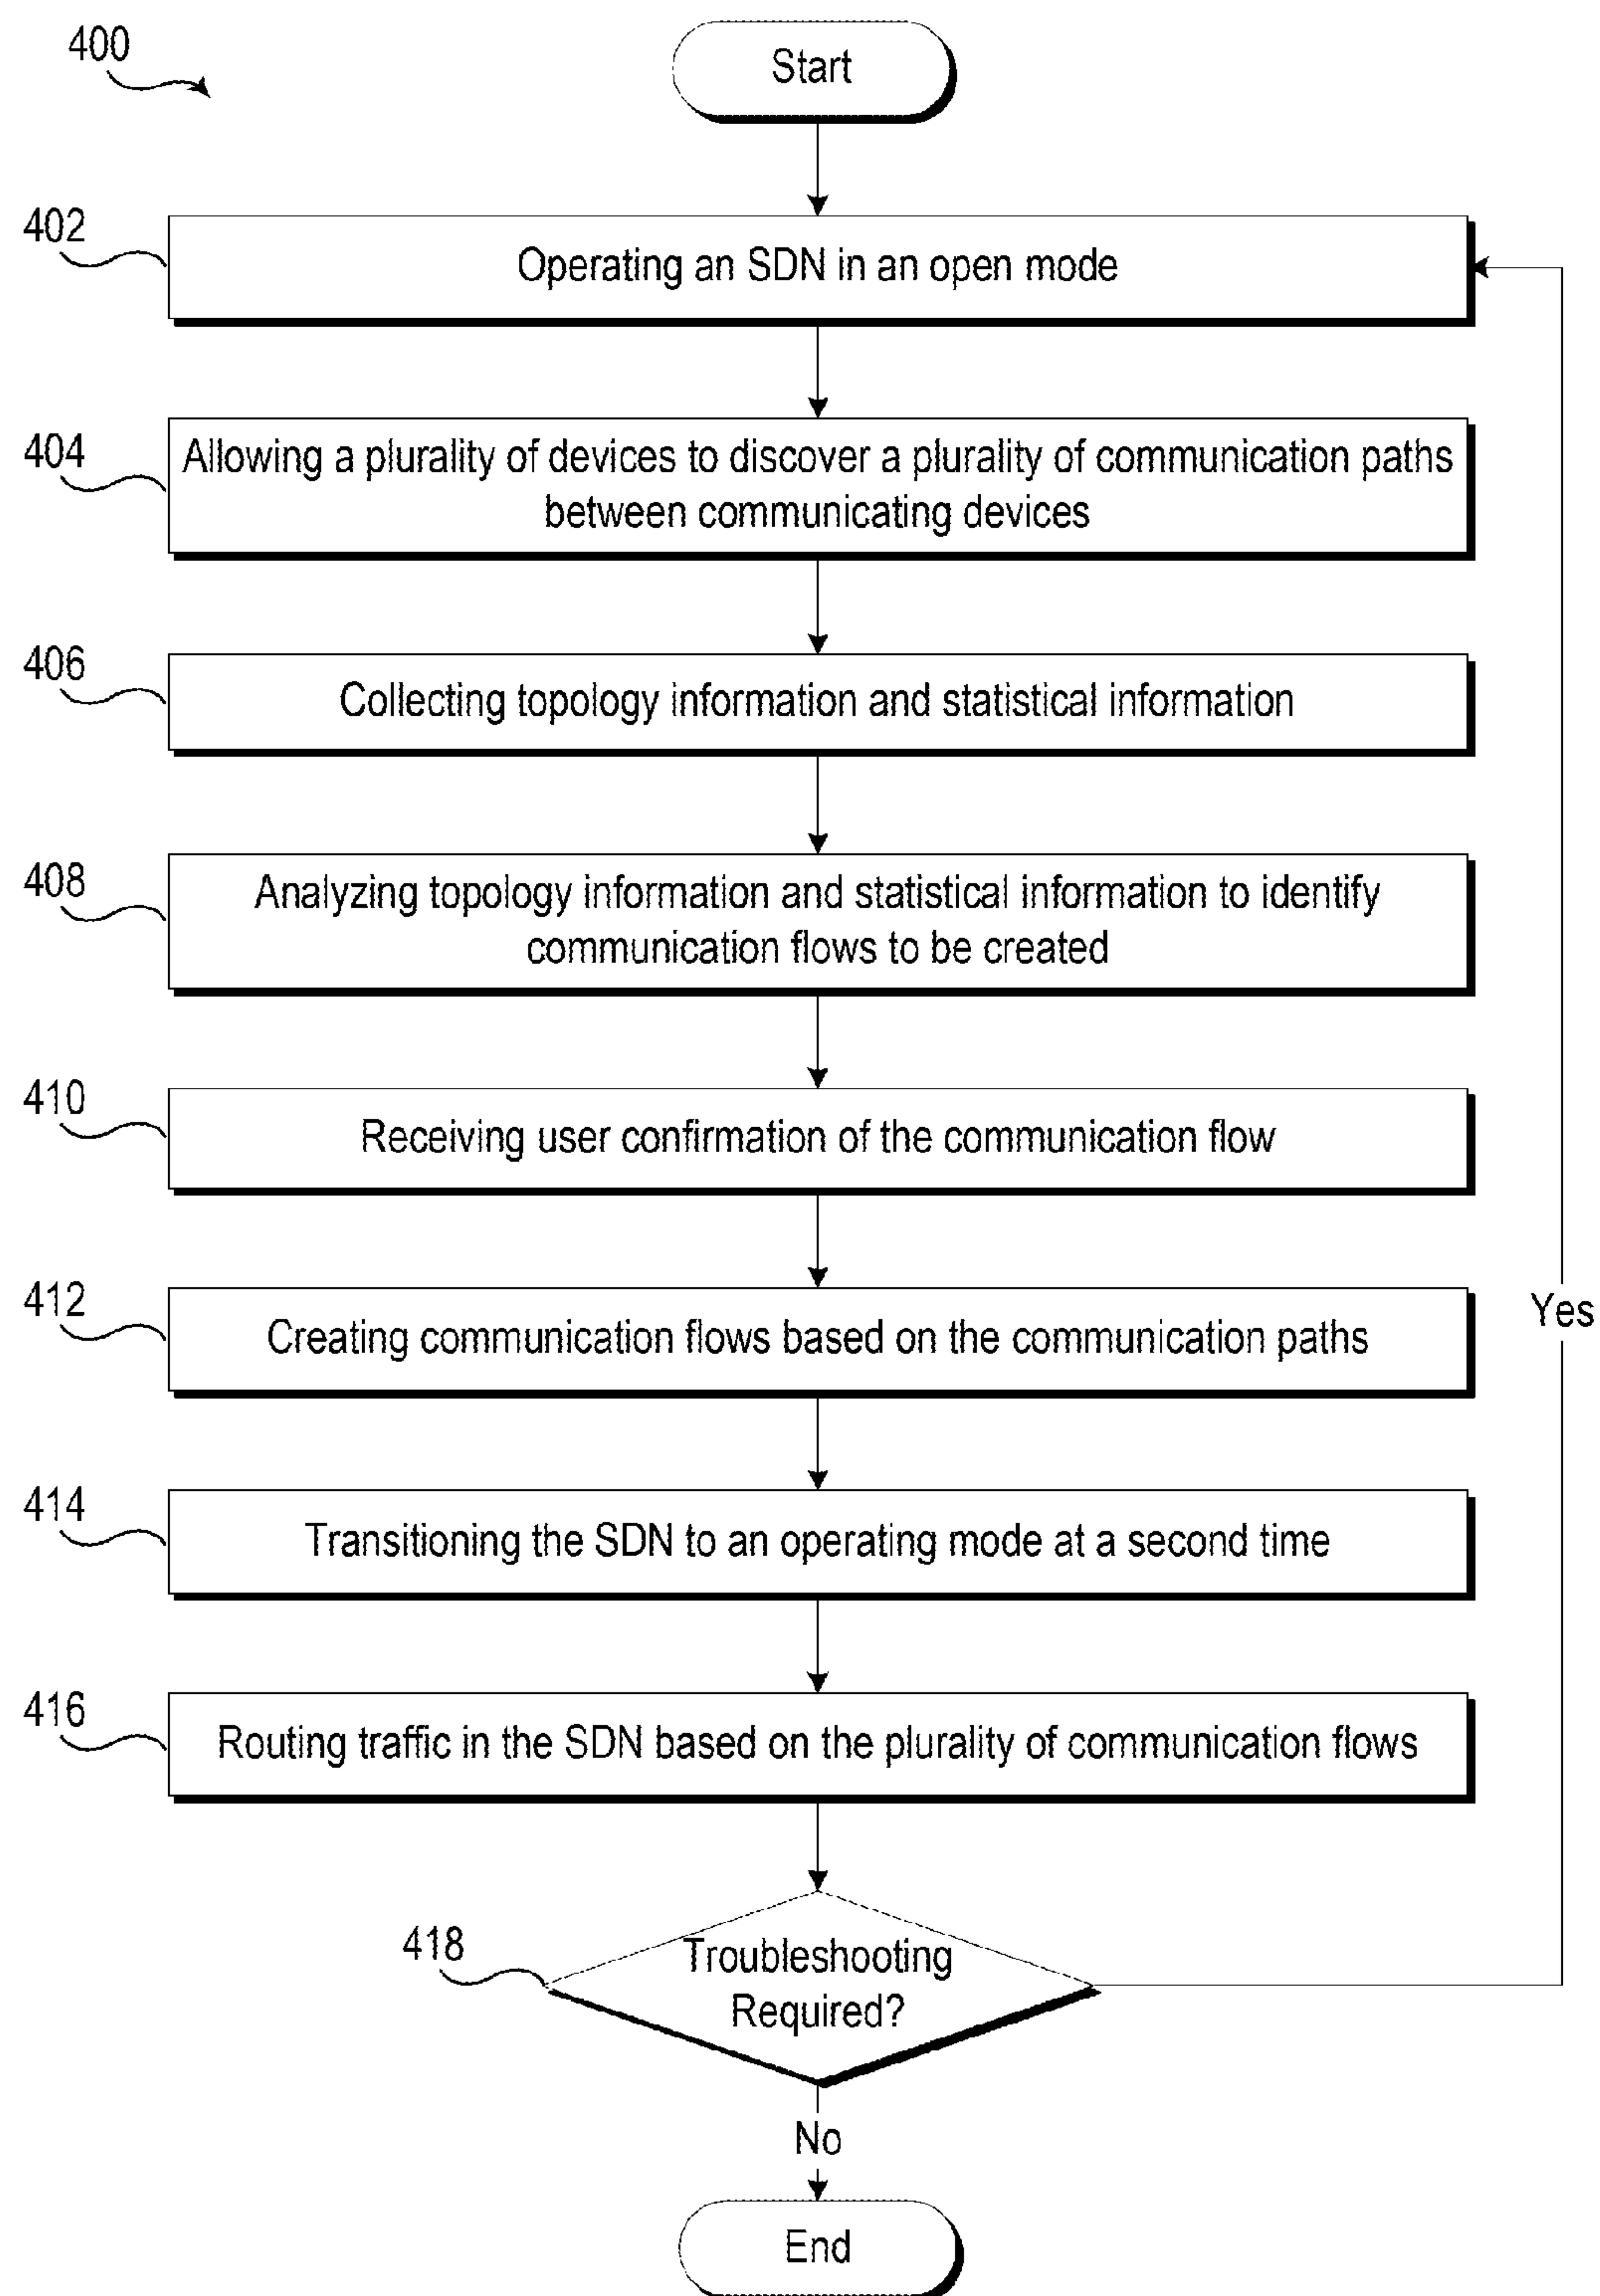 400
Start
402
Operating an SDN in an open mode
404
Allowing a plurality of devices to discover a plurality of communication paths
between communicating devices
406
Collecting topology information and statistical information
408
Analyzing topology information and statistical information to identify
communication flows to be created
410
Receiving user confirmation of the communication flow
412
Creating communication flows based on the communication paths
Yes
414
Transitioning the SDN to an operating mode at a second time
416
Routing traffic in the SDN based on the plurality of communication flows
418
Troubleshooting
Required?
No
End